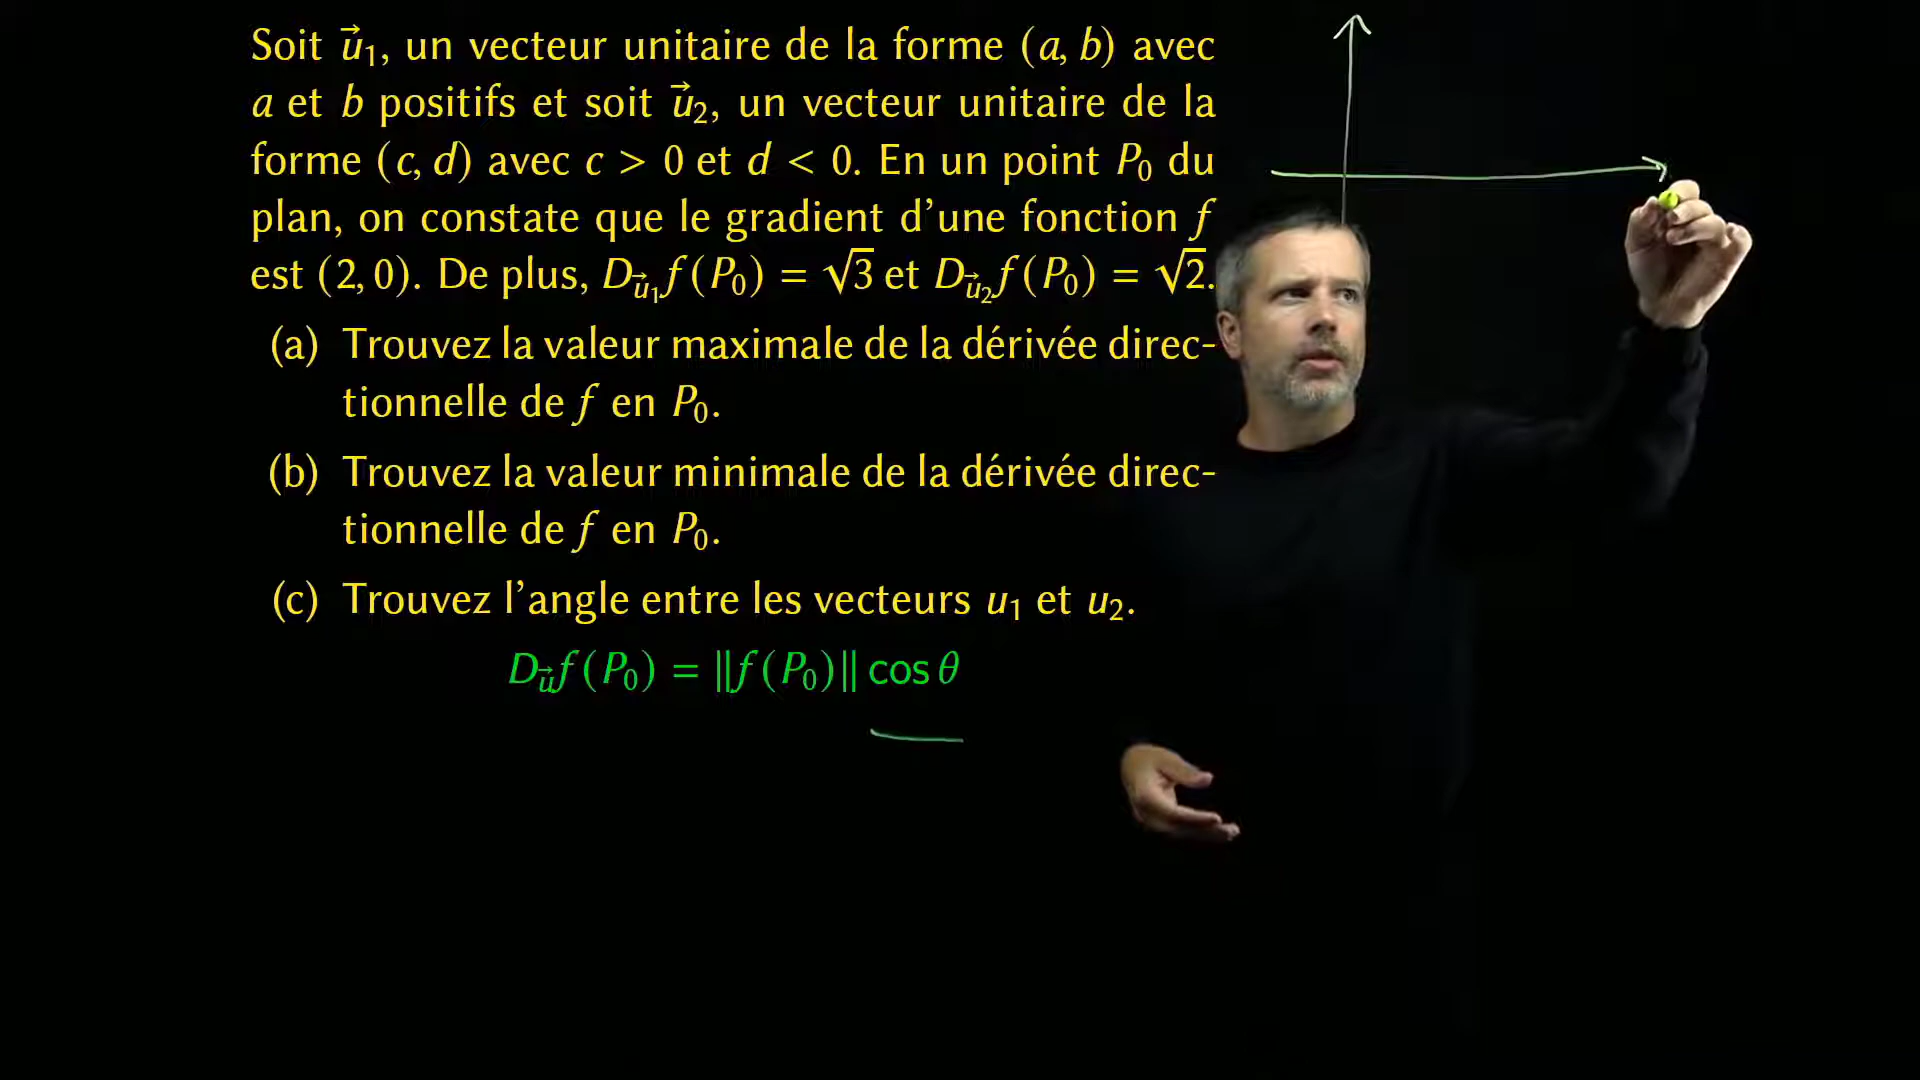 Soit u⃗₁, un vecteur unitaire de la forme (a, b) avec
a et b positifs et soit u⃗₂, un vecteur unitaire de la
forme (c, d) avec c > 0 et d < 0. En un point P₀ du
plan, on constate que le gradient d'une fonction f
est (2, 0). De plus, D_u⃗₁ f(P₀) = √3 et D_u⃗₂ f(P₀) = √2.
(a) Trouvez la valeur maximale de la dérivée direc-
tionnelle de f en P₀.
(b) Trouvez la valeur minimale de la dérivée direc-
tionnelle de f en P₀.
(c) Trouvez l'angle entre les vecteurs u₁ et u₂.
D_u⃗ f(P₀) = ‖f(P₀)‖ cos θ